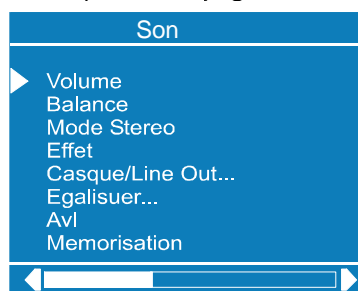 Son
Volume
Balance
Mode Stereo
Effet
Casque/Line Out...
Egalisuer...
Avl
Memorisation